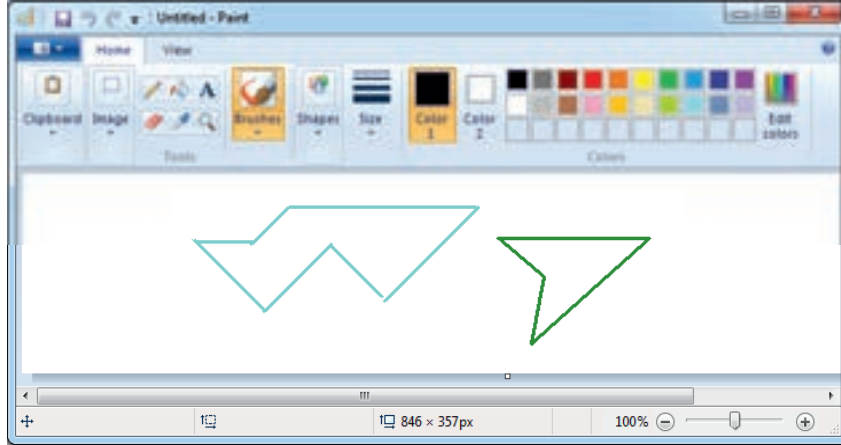 Untitled - Paint
Home View
Clipboard Image Brushes Shapes Size Color 1 Color 2 Edit colors
Tools Colors
846 × 357px 100%